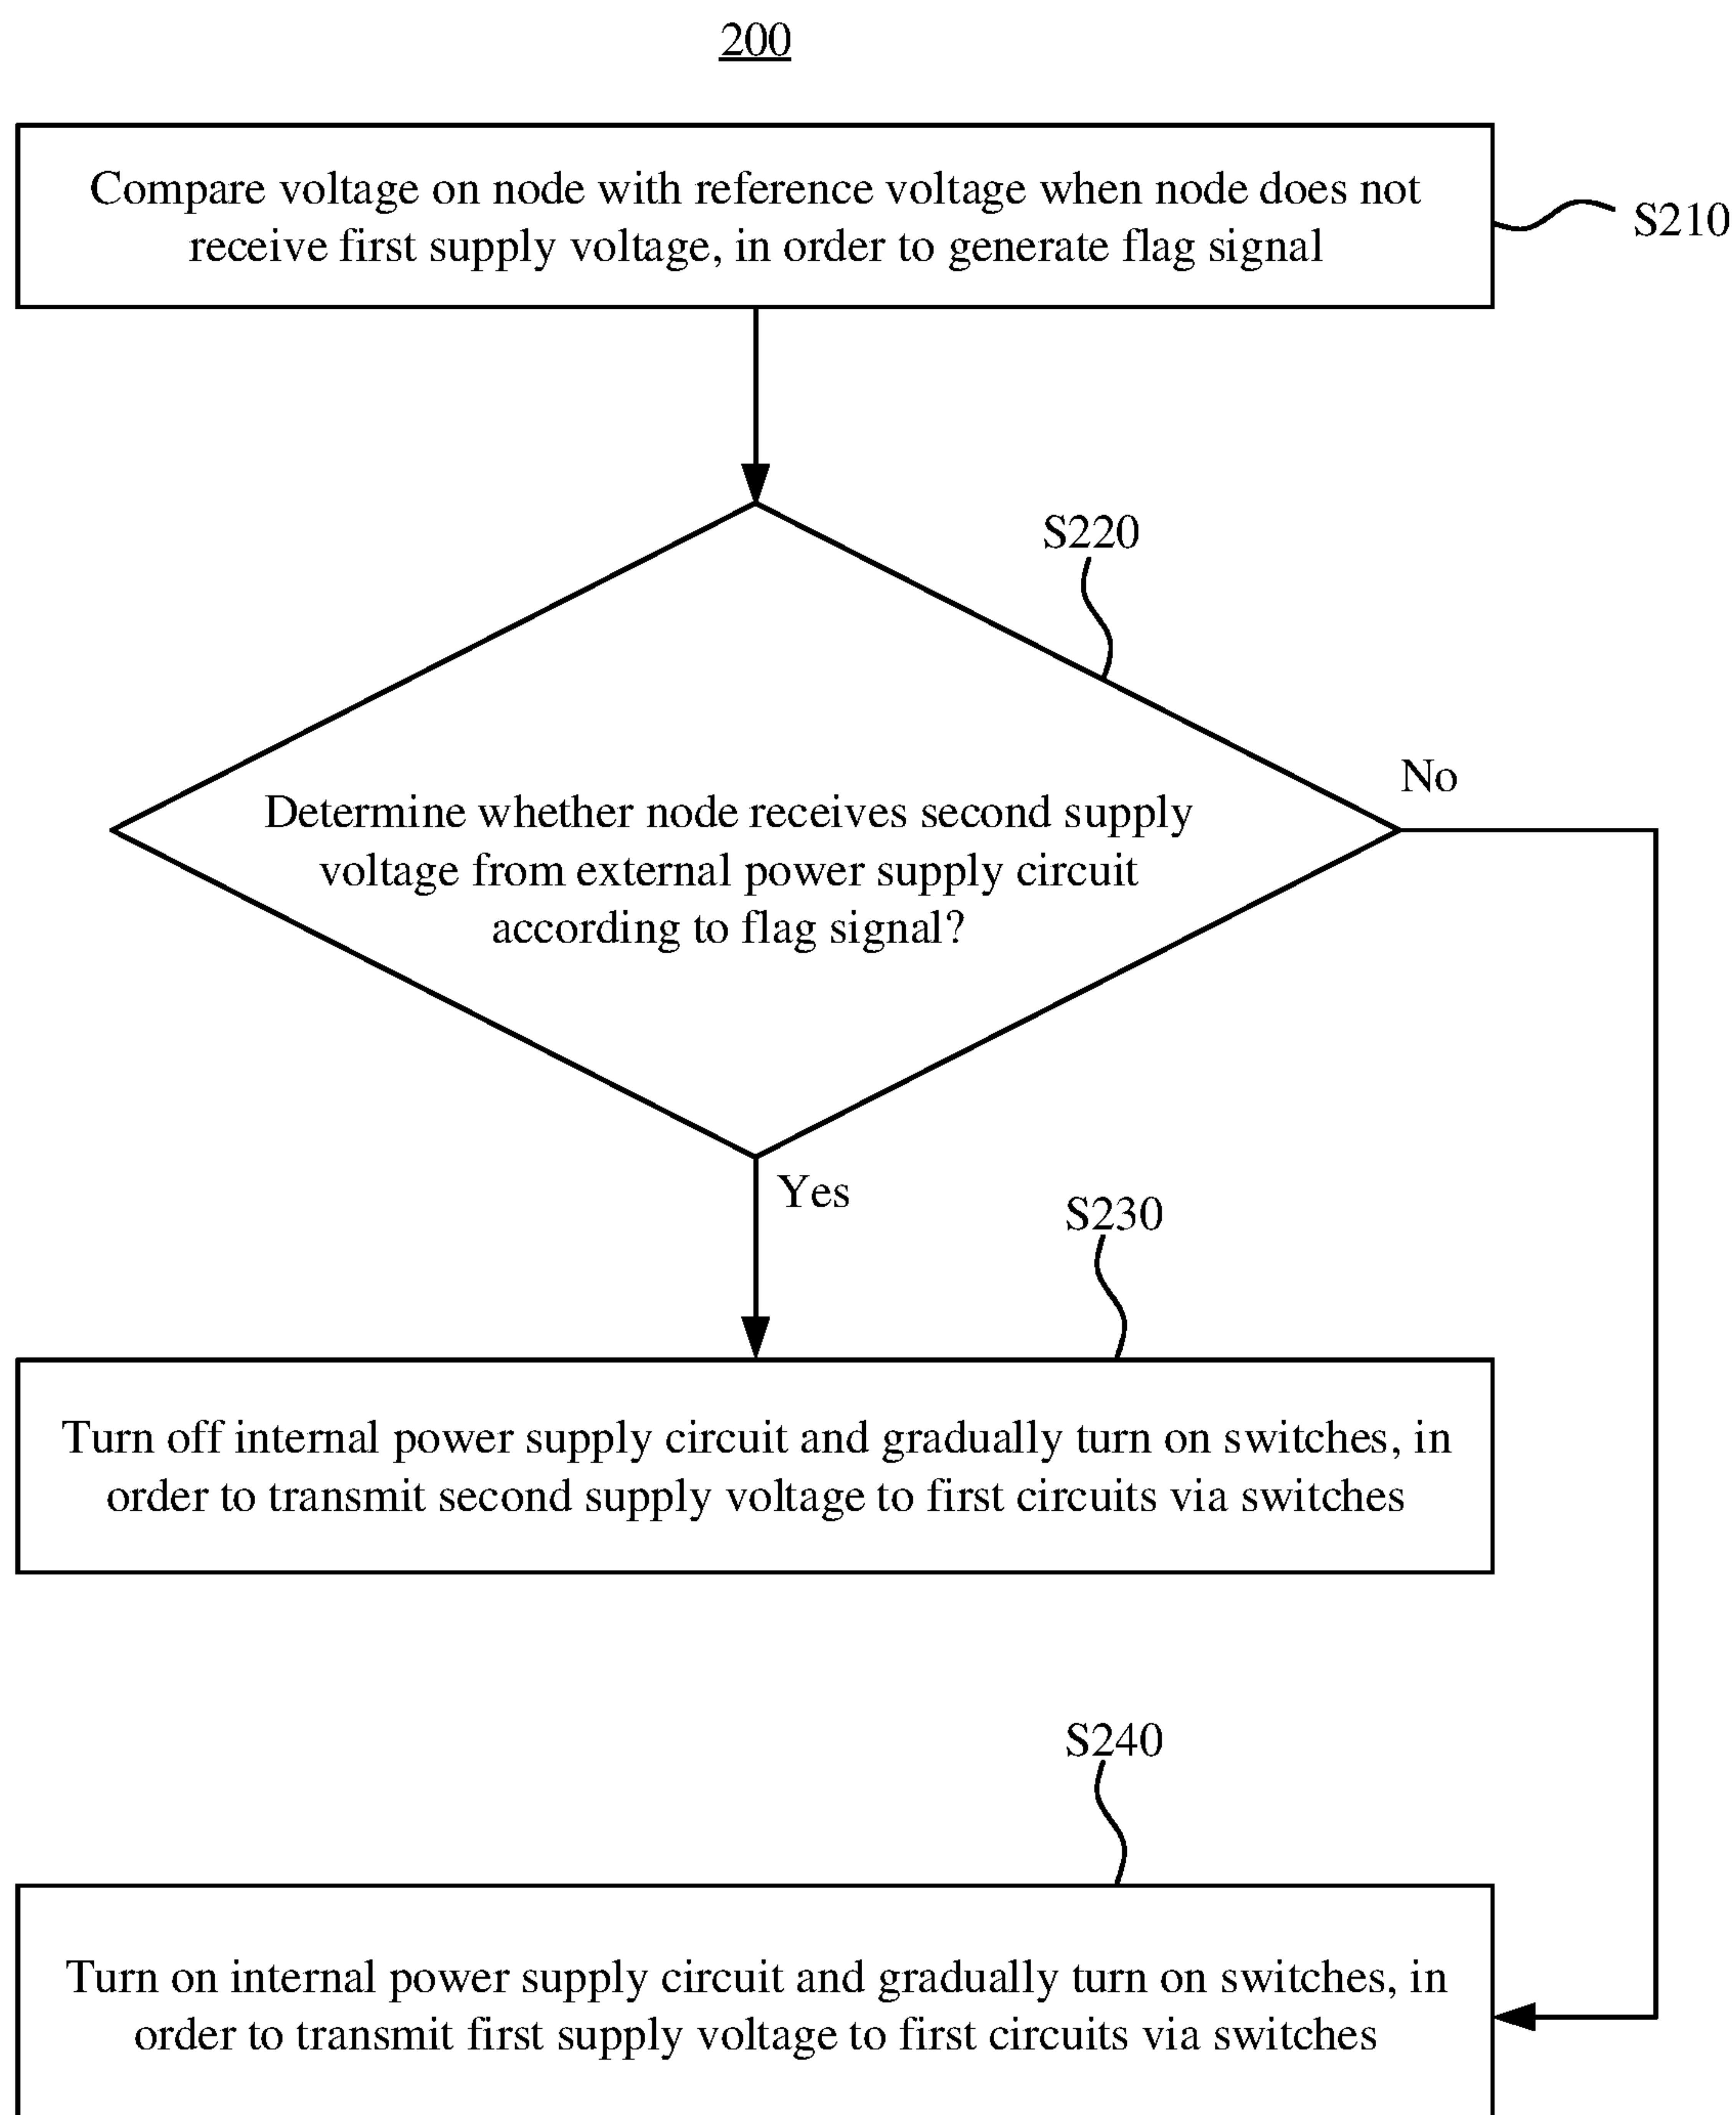 200
Compare voltage on node with reference voltage when node does not
receive first supply voltage, in order to generate flag signal
S210
S220
No
Determine whether node receives second supply
voltage from external power supply circuit
according to flag signal?
Yes
S230
Turn off internal power supply circuit and gradually turn on switches, in
order to transmit second supply voltage to first circuits via switches
S240
Turn on internal power supply circuit and gradually turn on switches, in
order to transmit first supply voltage to first circuits via switches